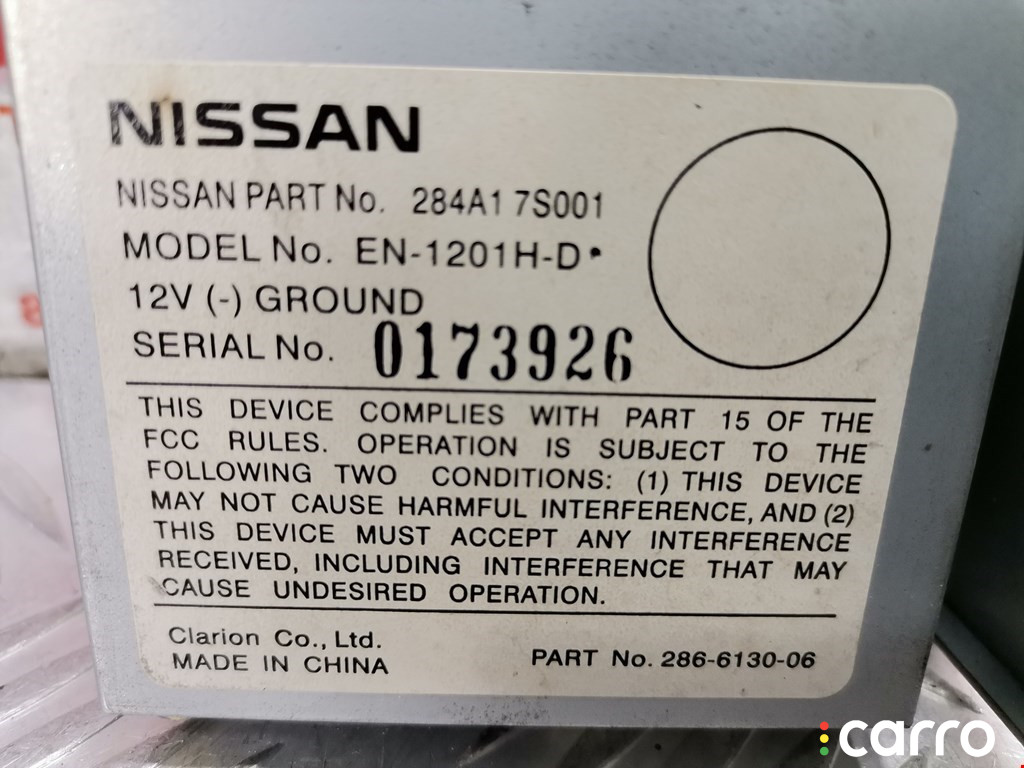 NISSAN
NISSAN PART No. 284A1 7S001
MODEL No. EN-1201H-D•
12V (-) GROUND
SERIAL No. 0173926
THIS DEVICE COMPLIES WITH PART 15 OF THE
FCC RULES. OPERATION IS SUBJECT TO THE
FOLLOWING TWO CONDITIONS: (1) THIS DEVICE
MAY NOT CAUSE HARMFUL INTERFERENCE, AND (2)
THIS DEVICE MUST ACCEPT ANY INTERFERENCE
RECEIVED, INCLUDING INTERFERENCE THAT MAY
CAUSE UNDESIRED OPERATION.
Clarion Co., Ltd.
MADE IN CHINA
PART No. 286-6130-06
carro